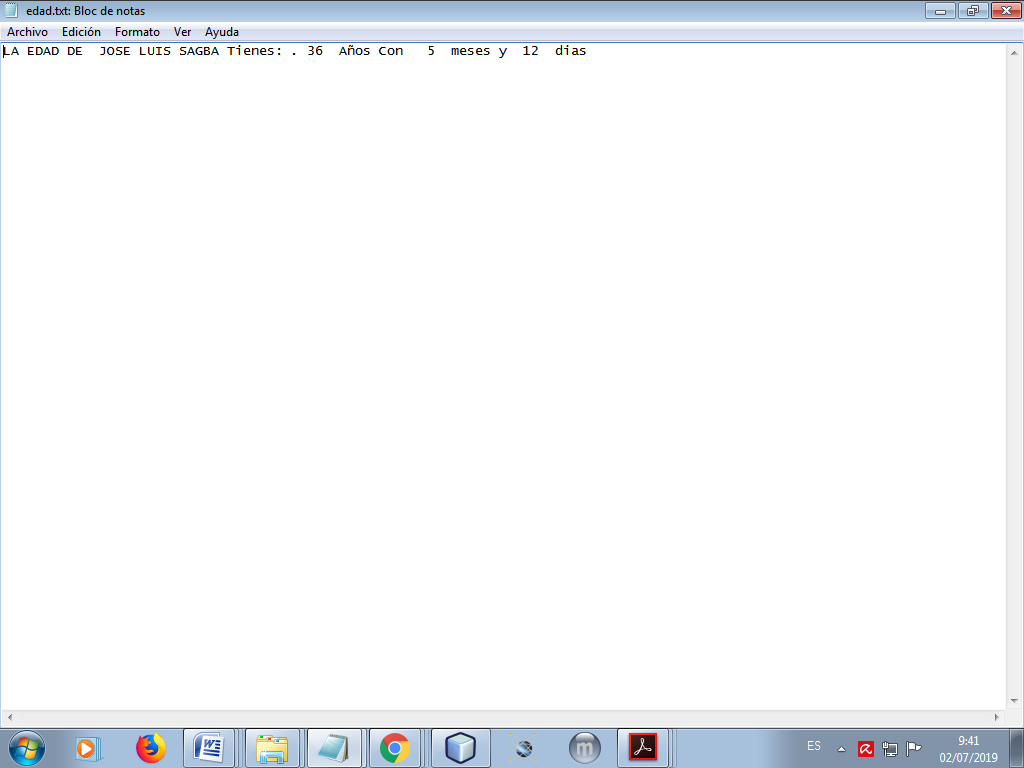 edad.txt: Bloc de notas
Archivo Edición Formato Ver Ayuda
LA EDAD DE  JOSE LUIS SAGBA Tienes: . 36  Años Con   5  meses y  12  dias
ES
9:41
02/07/2019